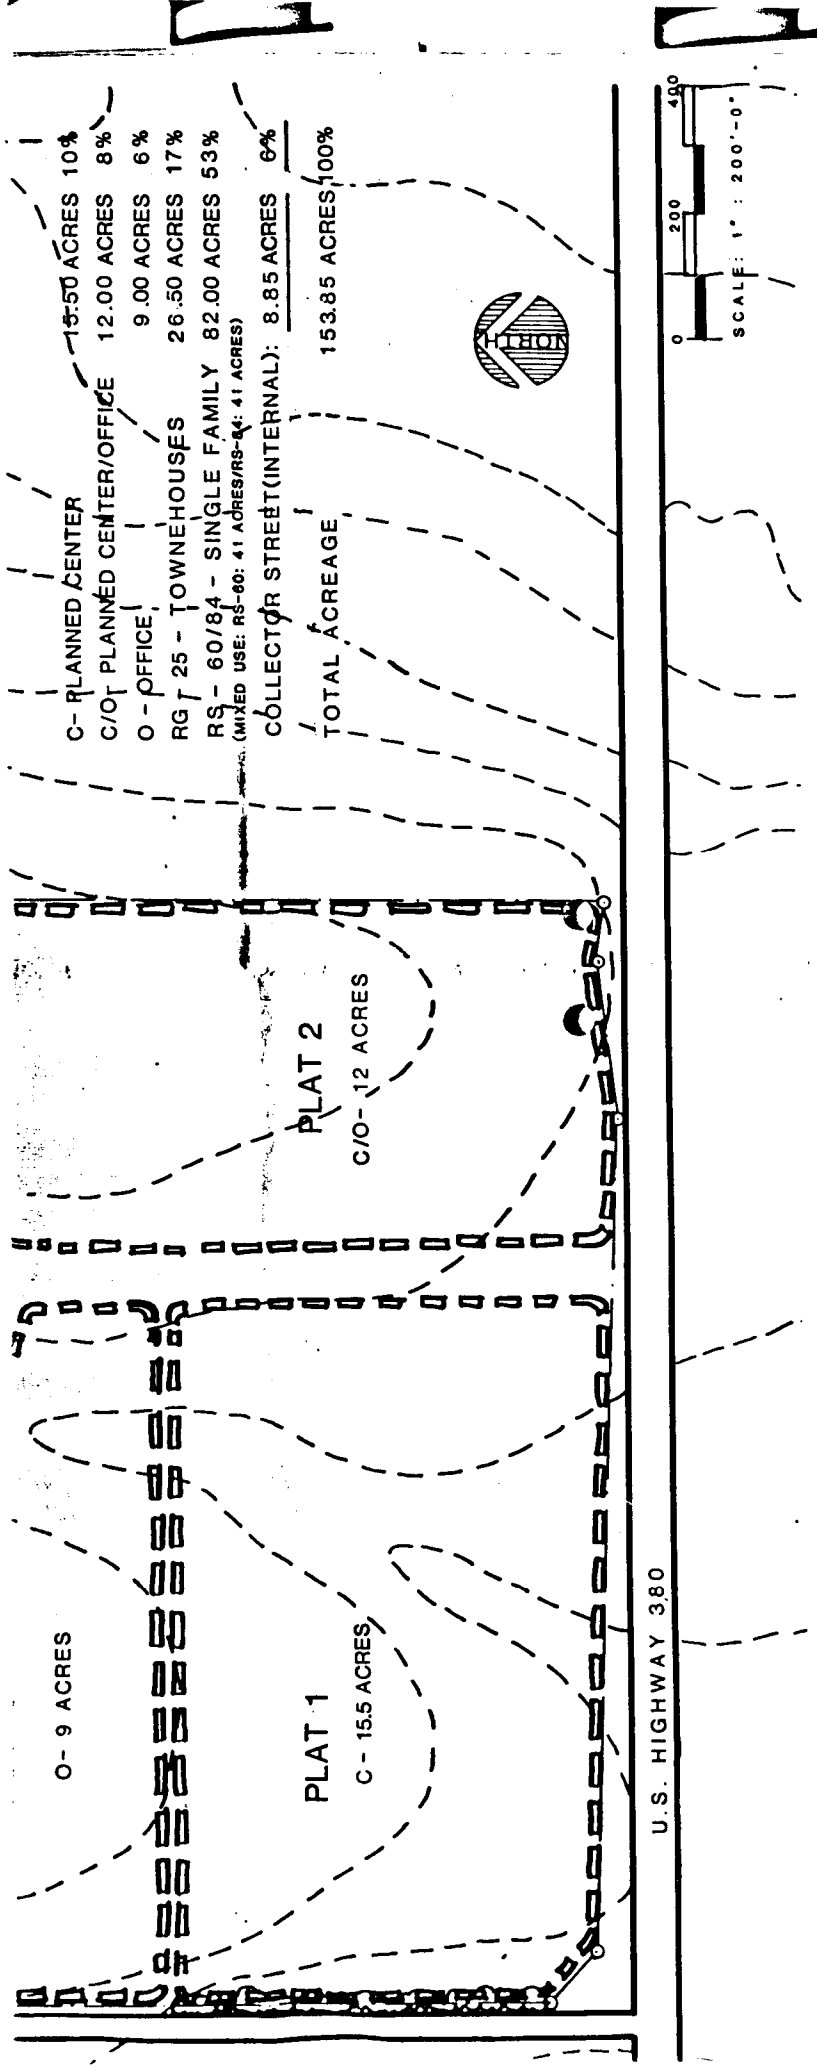 C- PLANNED CENTER 15.50 ACRES 10%
C/O- PLANNED CENTER/OFFICE 12.00 ACRES 8%
O - OFFICE 9.00 ACRES 6%
RG - 25 - TOWNEHOUSES 26.50 ACRES 17%
RS - 60/84 - SINGLE FAMILY 82.00 ACRES 53%
(MIXED USE: RS-60: 41 ACRES/RS-84: 41 ACRES)
COLLECTOR STREET(INTERNAL): 8.85 ACRES 6%
TOTAL ACREAGE 153.85 ACRES 100%
NORTH
0 200 400
SCALE: 1" : 200'-0"
PLAT 2
C/O- 12 ACRES
O- 9 ACRES
PLAT 1
C - 15.5 ACRES
U.S. HIGHWAY 380